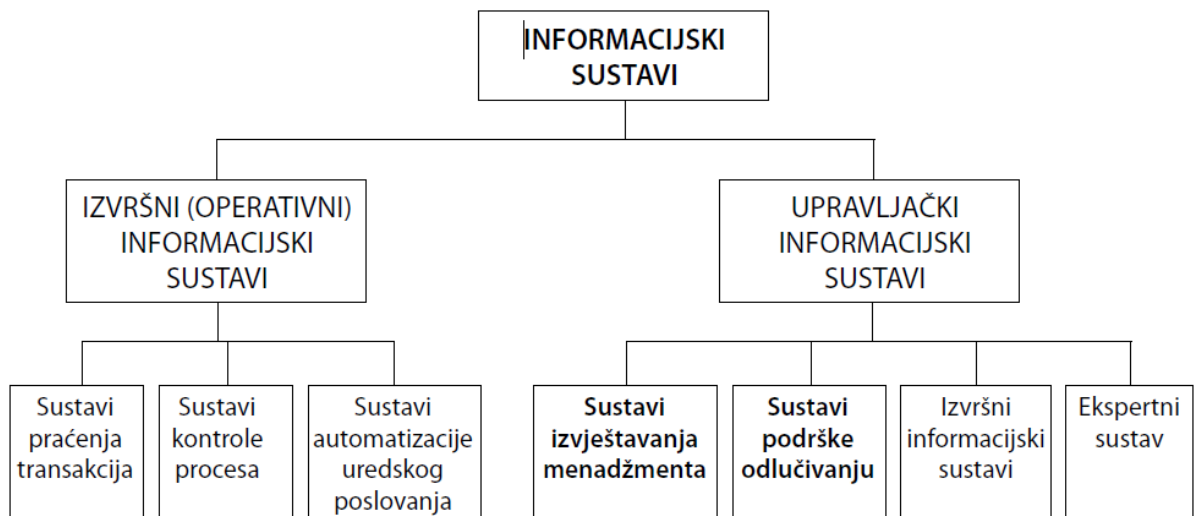 INFORMACIJSKI
SUSTAVI
IZVRŠNI (OPERATIVNI)
INFORMACIJSKI
SUSTAVI
UPRAVLJAČKI
INFORMACIJSKI
SUSTAVI
Sustavi
praćenja
transakcija
Sustavi
kontrole
procesa
Sustavi
automatizacije
uredskog
poslovanja
Sustavi
izvještavanja
menadžmenta
Sustavi
podrške
odlučivanju
Izvršni
informacijski
sustavi
Ekspertni
sustav